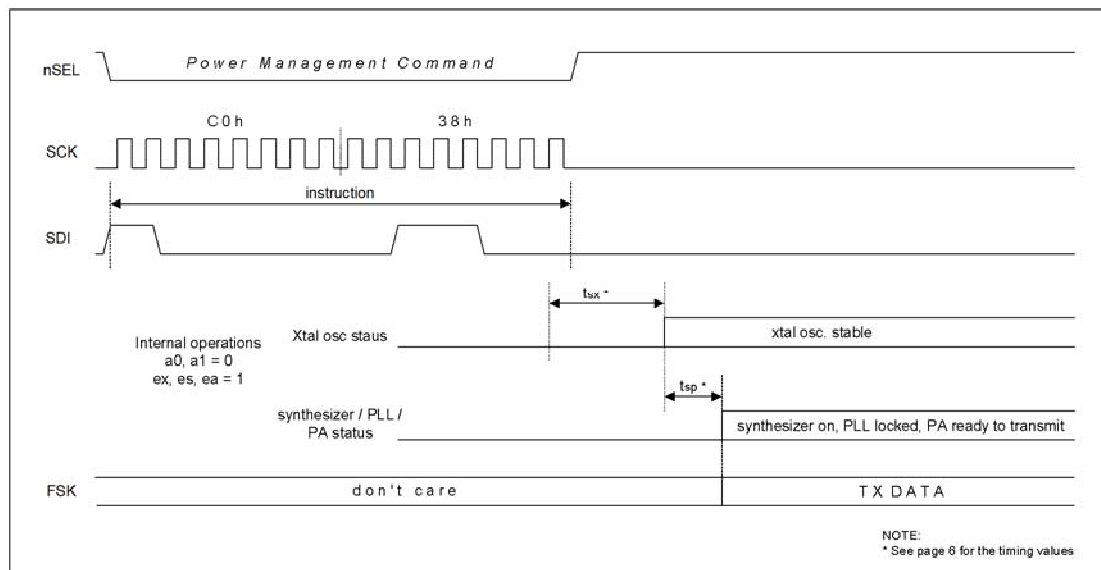 nSEL
Power Management Command
C0h
38h
SCK
instruction
SDI
tsx *
Xtal osc staus
xtal osc. stable
Internal operations
a0, a1 = 0
ex, es, ea = 1
tsp *
synthesizer / PLL /
PA status
synthesizer on, PLL locked, PA ready to transmit
FSK
don't care
TX DATA
NOTE:
* See page 6 for the timing values